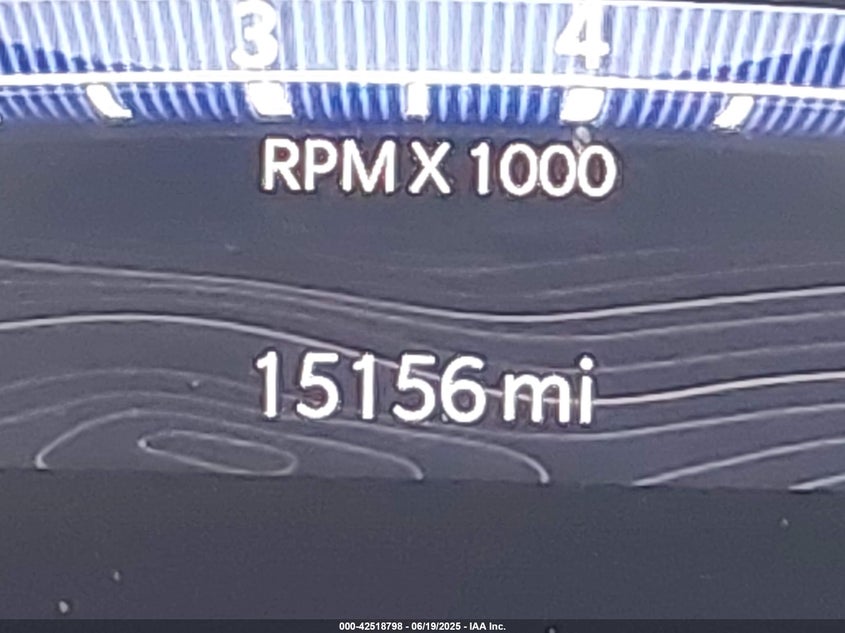 3 4
RPM X 1000
15156 mi
000-42518798 - 06/19/2025 - IAA Inc.